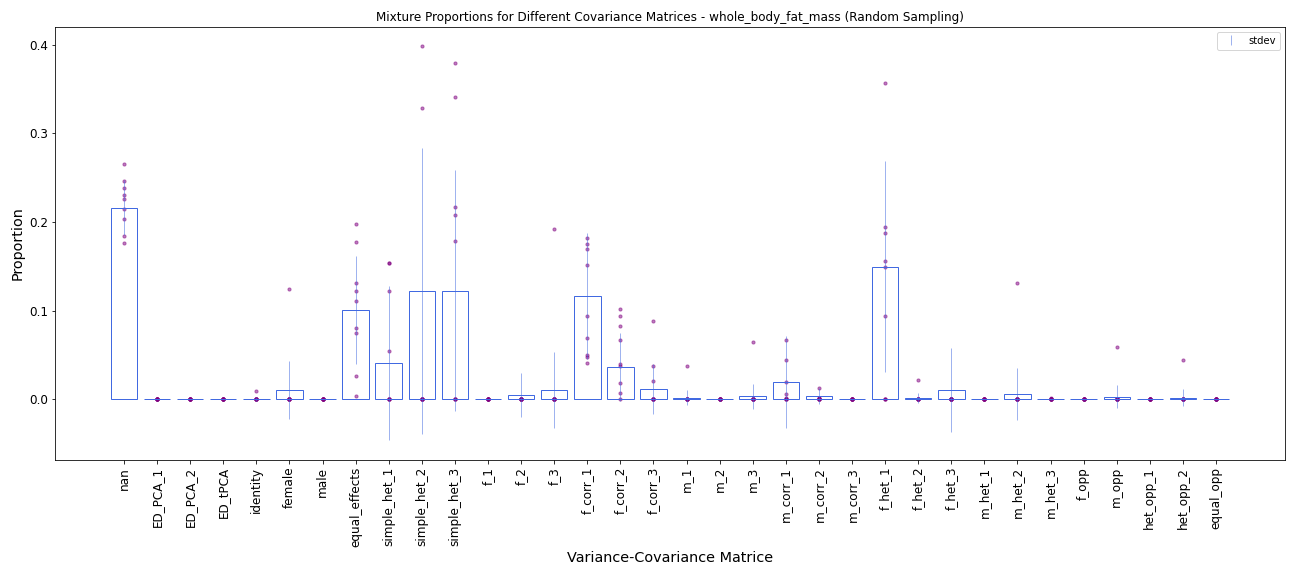 Mixture Proportions for Different Covariance Matrices - whole_body_fat_mass (Random Sampling)
stdev
Proportion
0.4
0.3
0.2
0.1
0.0
nan
ED_PCA_1
ED_PCA_2
ED_tPCA
identity
female
male
equal_effects
simple_het_1
simple_het_2
simple_het_3
f_1
f_2
f_3
f_corr_1
f_corr_2
f_corr_3
m_1
m_2
m_3
m_corr_1
m_corr_2
m_corr_3
f_het_1
f_het_2
f_het_3
m_het_1
m_het_2
m_het_3
f_opp
m_opp
het_opp_1
het_opp_2
equal_opp
Variance-Covariance Matrice